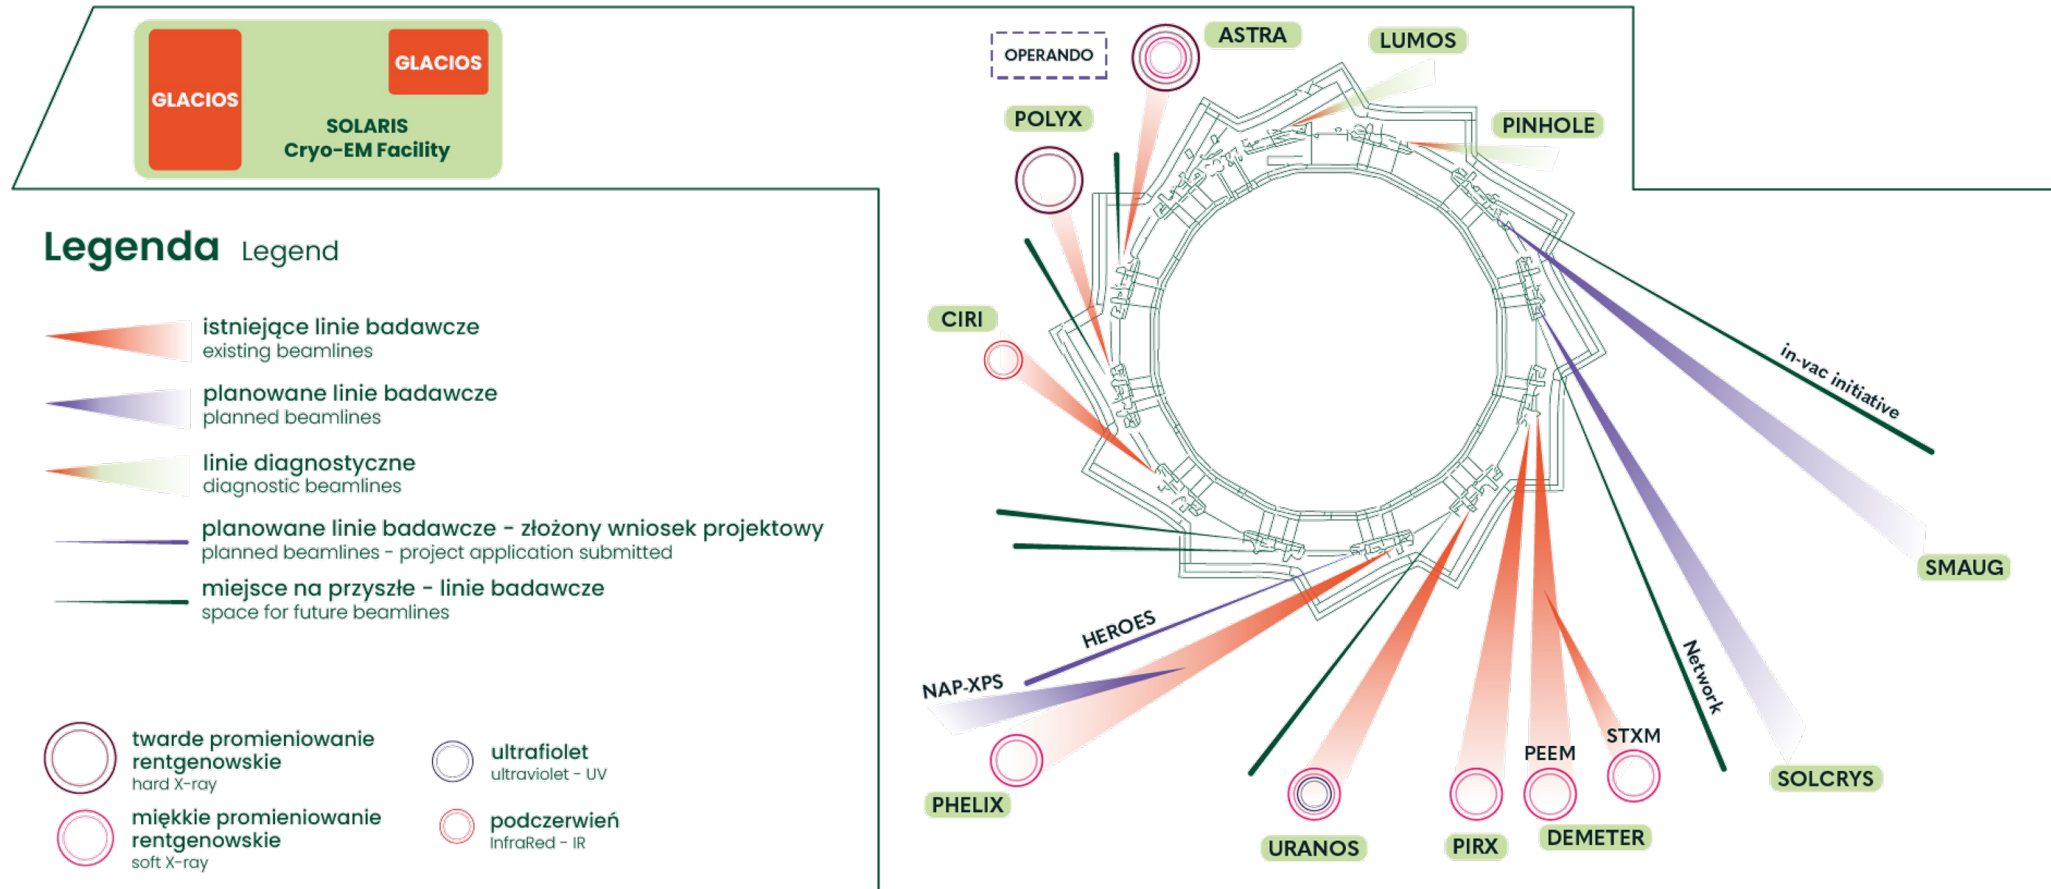 GLACIOS
GLACIOS
SOLARIS
Cryo-EM Facility
Legenda Legend
istniejące linie badawcze
existing beamlines
planowane linie badawcze
planned beamlines
linie diagnostyczne
diagnostic beamlines
planowane linie badawcze - złożony wniosek projektowy
planned beamlines - project application submitted
miejsce na przyszłe - linie badawcze
space for future beamlines
twarde promieniowanie
rentgenowskie
hard X-ray
miękkie promieniowanie
rentgenowskie
soft X-ray
ultrafiolet
ultraviolet - UV
podczerwień
InfraRed - IR
OPERANDO
ASTRA
LUMOS
POLYX
PINHOLE
CIRI
in-vac initiative
SMAUG
HEROES
NAP-XPS
Network
PHELIX
STXM
PEEM
SOLCRYS
URANOS
PIRX
DEMETER